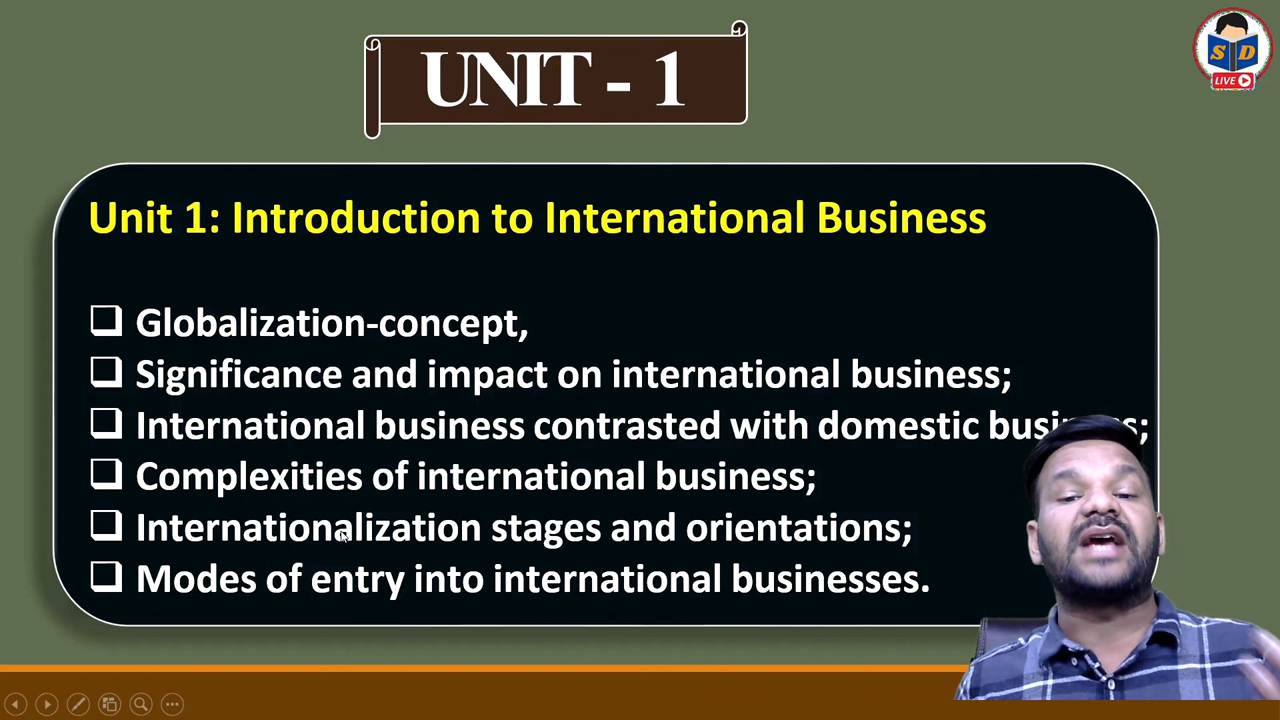 UNIT - 1
S D
LIVE
Unit 1: Introduction to International Business
Globalization-concept,
Significance and impact on international business;
International business contrasted with domestic business;
Complexities of international business;
Internationalization stages and orientations;
Modes of entry into international businesses.